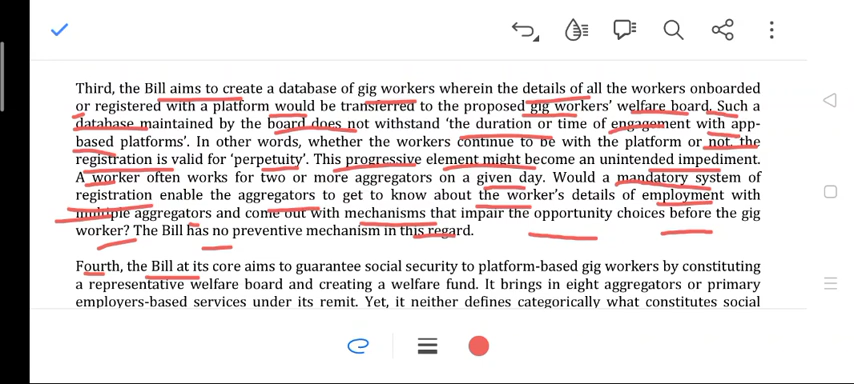 Third, the Bill aims to create a database of gig workers wherein the details of all the workers onboarded
or registered with a platform would be transferred to the proposed gig workers' welfare board. Such a
database maintained by the board does not withstand 'the duration or time of engagement with app-
based platforms'. In other words, whether the workers continue to be with the platform or not, the
registration is valid for 'perpetuity'. This progressive element might become an unintended impediment.
A worker often works for two or more aggregators on a given day. Would a mandatory system of
registration enable the aggregators to get to know about the worker's details of employment with
multiple aggregators and come out with mechanisms that impair the opportunity choices before the gig
worker? The Bill has no preventive mechanism in this regard.
Fourth, the Bill at its core aims to guarantee social security to platform-based gig workers by constituting
a representative welfare board and creating a welfare fund. It brings in eight aggregators or primary
employers-based services under its remit. Yet, it neither defines categorically what constitutes social